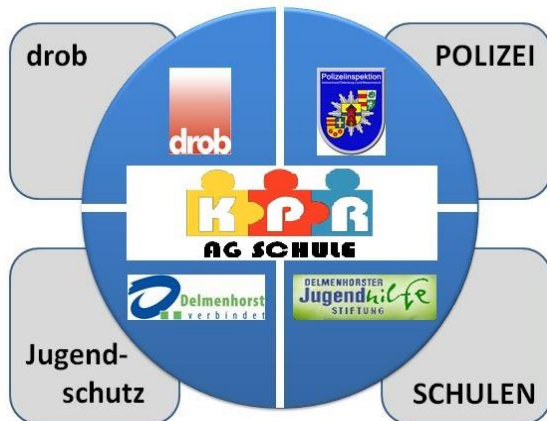 drob
POLIZEI
drob
Polizeiinspektion
KPR
AG SCHULE
Delmenhorst
verbindet
DELMENHORSTER
Jugendhilfe
STIFTUNG
Jugend-
schutz
SCHULEN